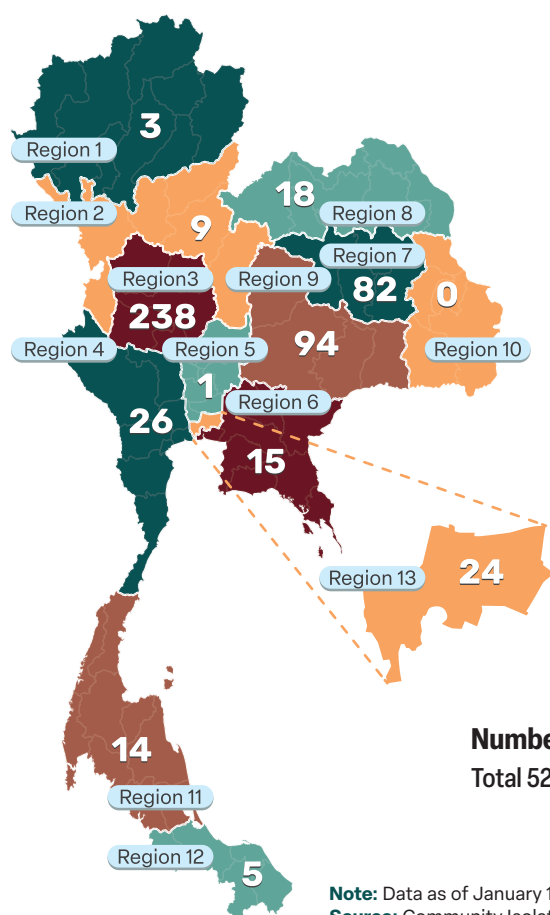 3
Region 1
18
Region 2
Region 8
9
Region 7
Region3
Region 9
82
0
238
94
Region 4
Region 5
Region 10
1
Region 6
26
15
24
Region 13
14
Total 52
Region 11
Region 12
5
Note: Data as of January 1